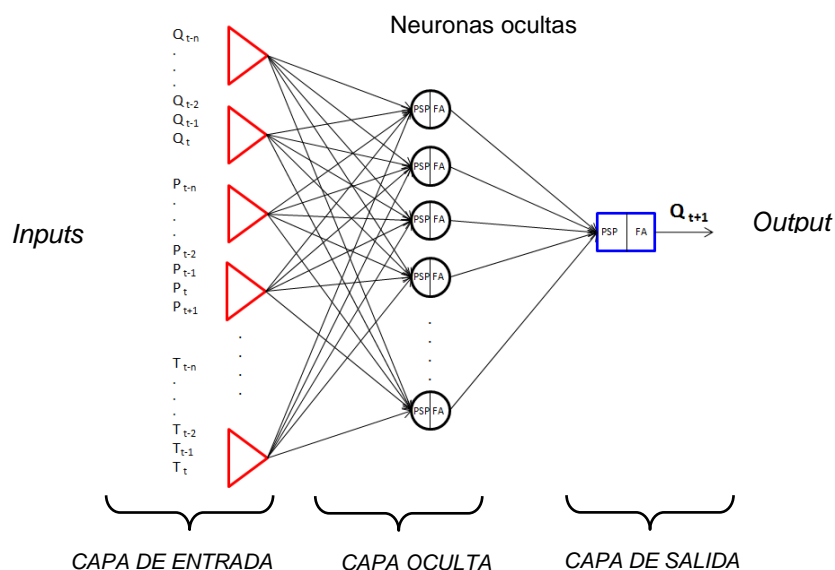 Neuronas ocultas
Inputs
Q t-n
.
.
.
Q t-2
Q t-1
Q t
P t-n
.
.
P t-2
P t-1
P t
P t+1
T t-n
.
.
T t-2
T t-1
T t
.
.
.
PSP FA
PSP FA
PSP FA
PSP FA
.
.
.
.
PSP FA
PSP FA
Q t+1
Output
CAPA DE ENTRADA
CAPA OCULTA
CAPA DE SALIDA